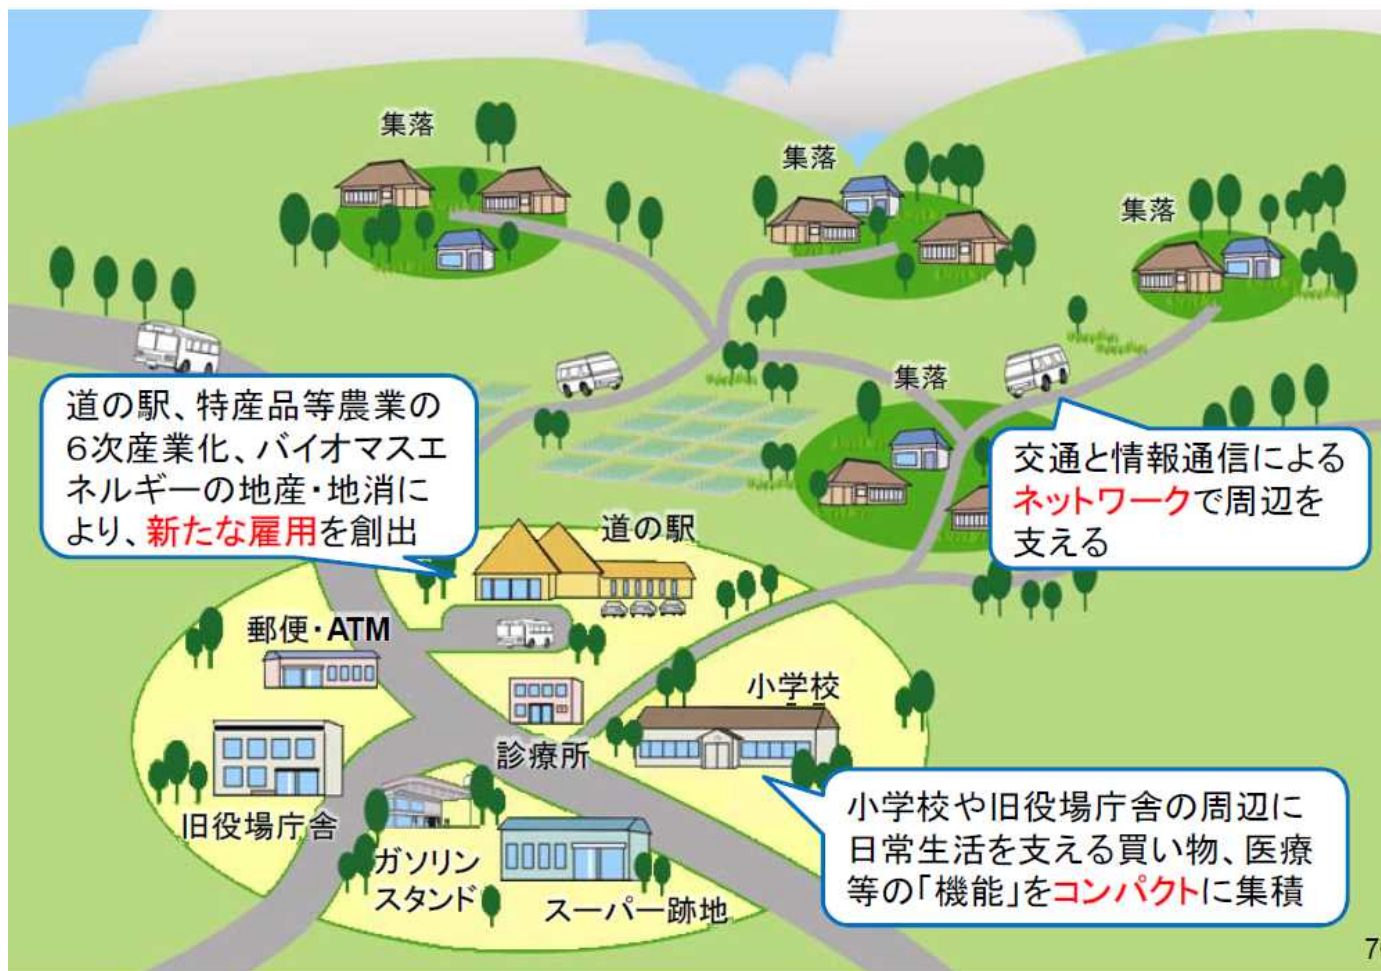 集落
集落
集落
集落
道の駅、特産品等農業の
6次産業化、バイオマスエ
ネルギーの地産・地消に
より、新たな雇用を創出
交通と情報通信による
ネットワークで周辺を
支える
道の駅
郵便・ATM
小学校
診療所
旧役場庁舎
ガソリン
スタンド
スーパー跡地
小学校や旧役場庁舎の周辺に
日常生活を支える買い物、医療
等の「機能」をコンパクトに集積